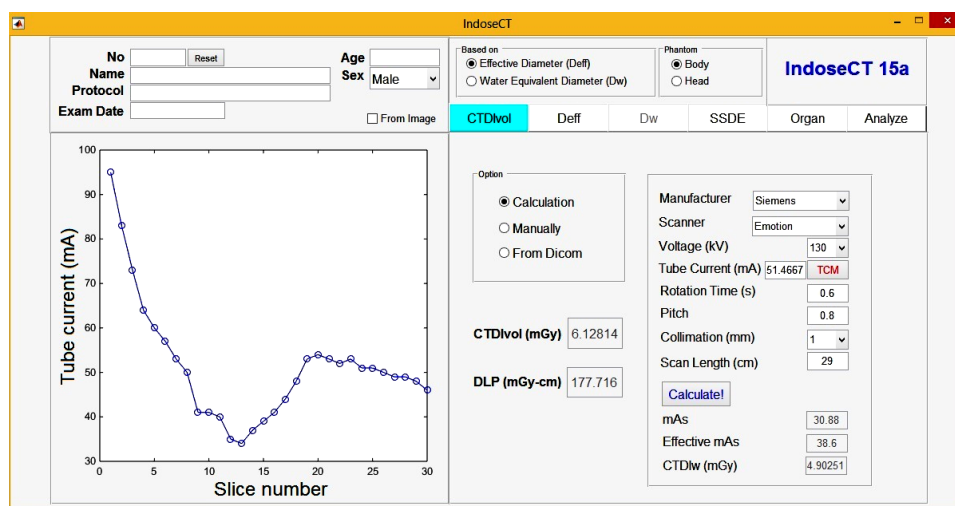 IndoseCT
No
Reset
Name
Protocol
Exam Date
Age
Sex Male
From Image
Based on
Effective Diameter (Deff)
Water Equivalent Diameter (Dw)
Phantom
Body
Head
IndoseCT 15a
CTDIvol Deff Dw SSDE Organ Analyze
100
90
80
70
60
50
40
30
Tube current (mA)
0 5 10 15 20 25 30
Slice number
Option
Calculation
Manually
From Dicom
CTDIvol (mGy) 6.12814
DLP (mGy-cm) 177.716
Manufacturer Siemens
Scanner Emotion
Voltage (kV) 130
Tube Current (mA) 51.4667 TCM
Rotation Time (s) 0.6
Pitch 0.8
Collimation (mm) 1
Scan Length (cm) 29
Calculate!
mAs 30.88
Effective mAs 38.6
CTDIw (mGy) 4.90251